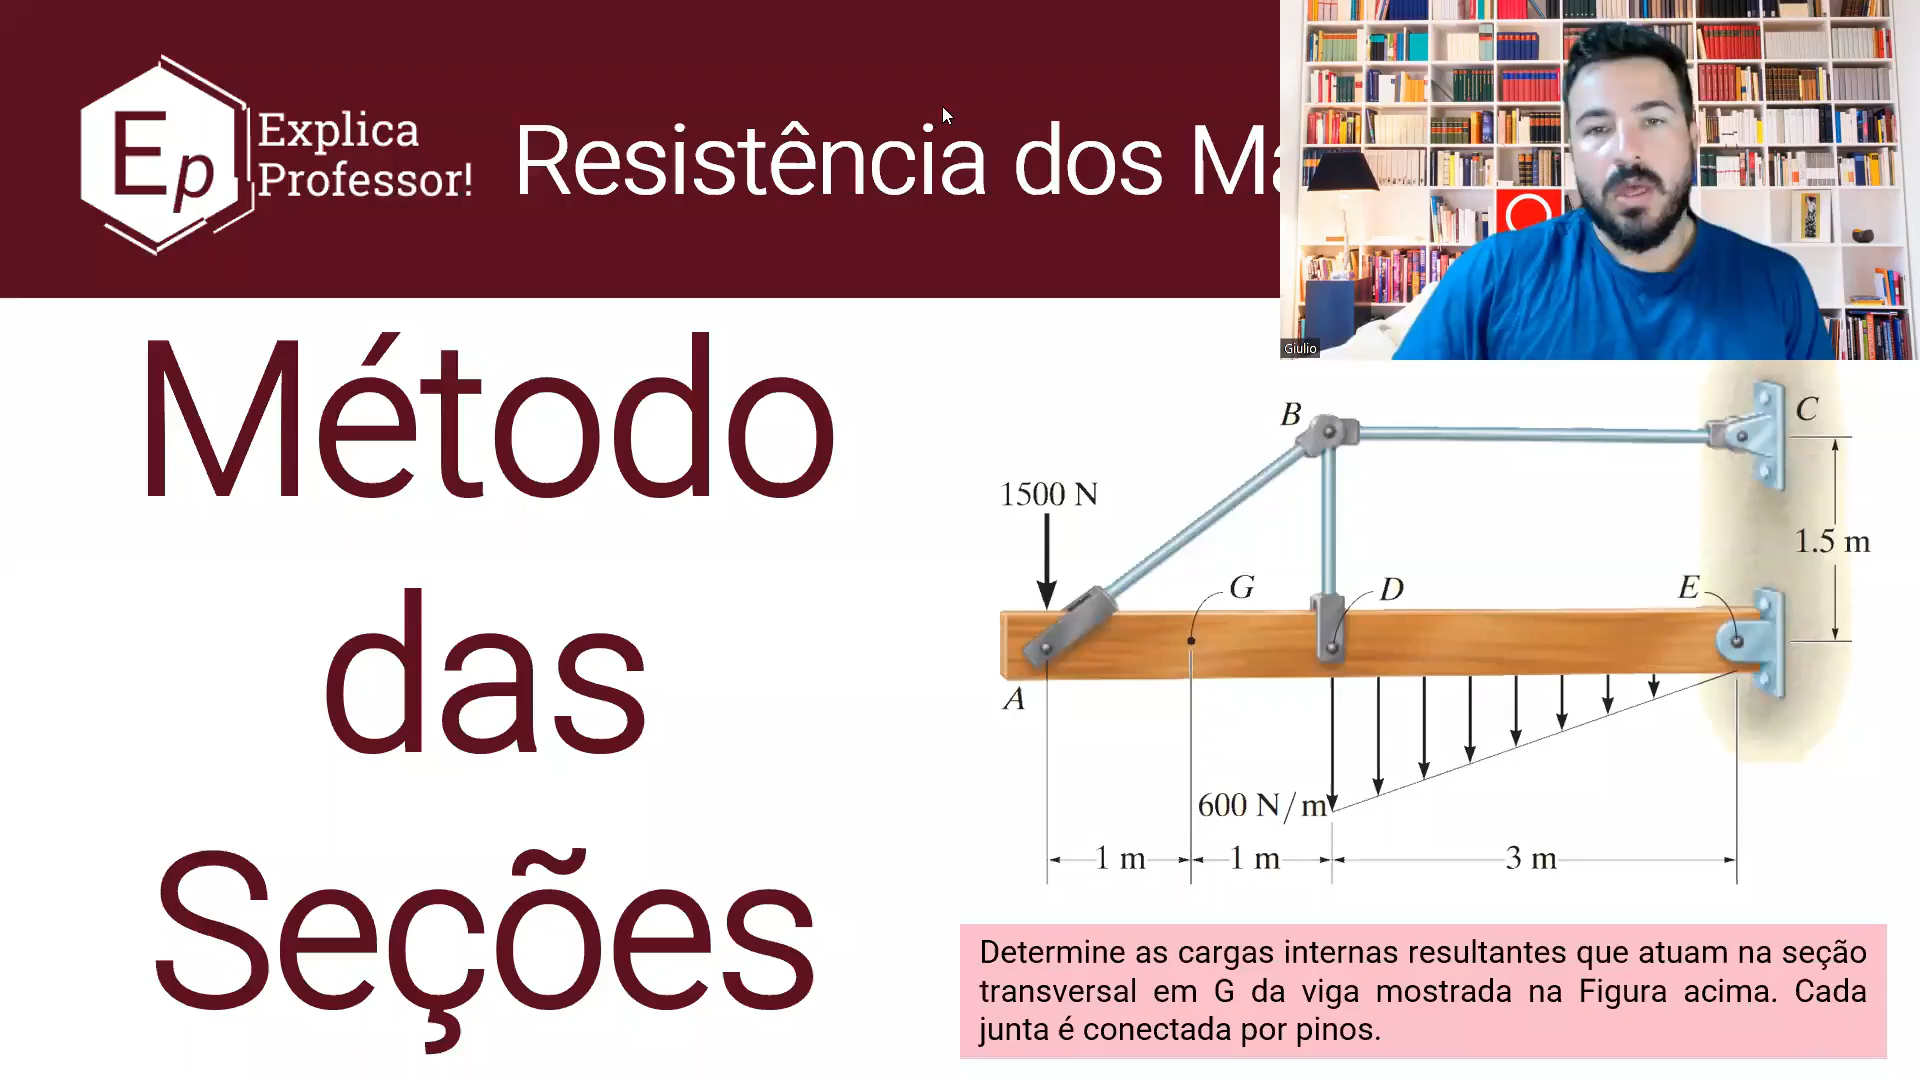 Ep
Explica
Professor!
Resistência dos Ma
Giulio
Método
das
Seções
B
C
1500 N
1.5 m
G
D
E
A
600 N/m
1 m
1 m
3 m
Determine as cargas internas resultantes que atuam na seção
transversal em G da viga mostrada na Figura acima. Cada
junta é conectada por pinos.